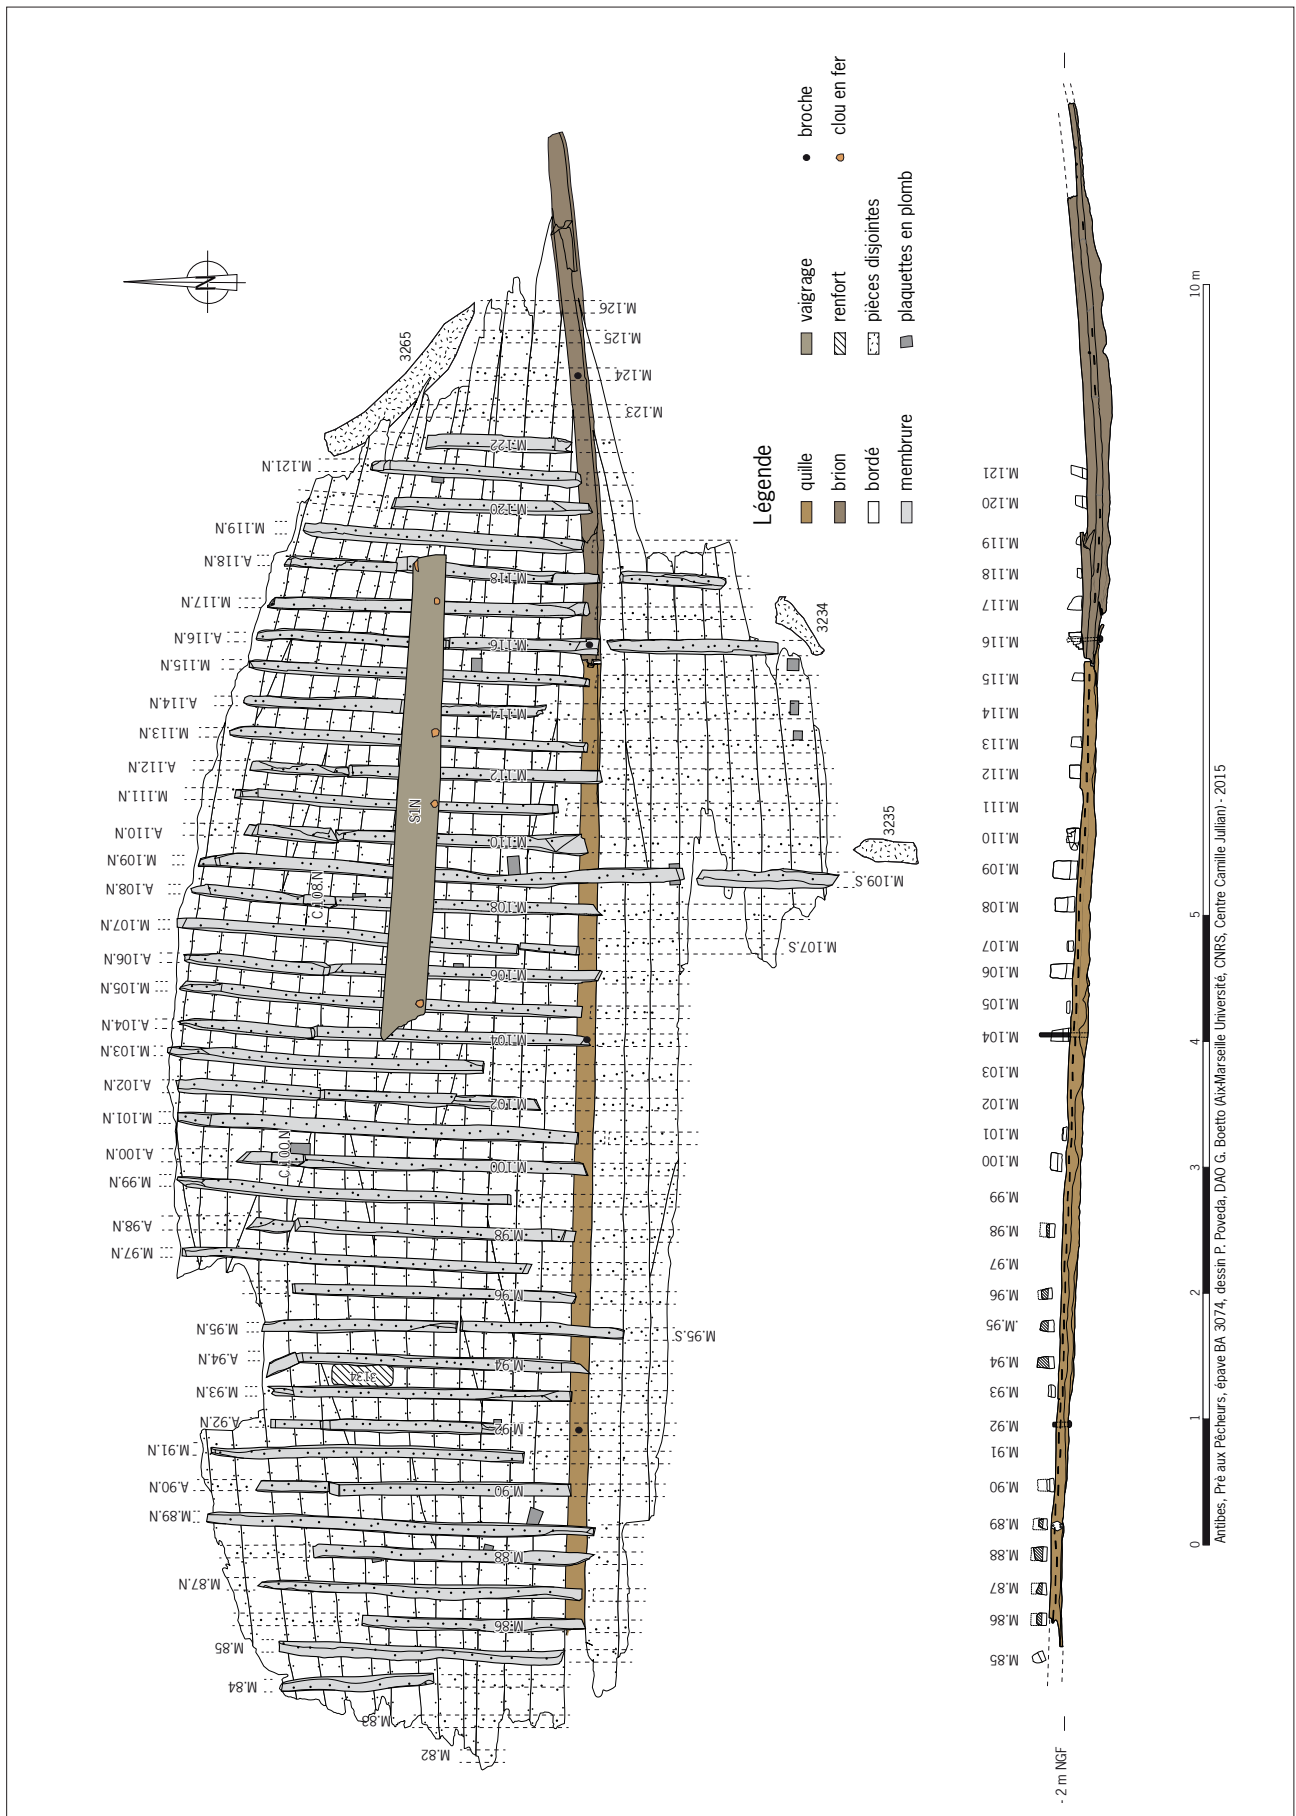 N
3265
M.126
M.125
M.124
M.123
M.122
M.121.N
M.120
M.119.N
A.118.N
M.118
M.117.N
A.116.N
M.116
M.115.N
A.114.N
M.114
M.113.N
A.112.N
M.112
M.111.N
A.110.N
M.110
M.109.N
M.109.S
A.108.N
C.108.N
M.108
M.107.N
M.107.S
A.106.N
M.106
M.105.N
A.104.N
M.104
M.103.N
A.102.N
M.102
M.101.N
A.100.N
C.100.N
M.100
M.99.N
A.98.N
M.98
M.97.N
M.96
M.95.N
M.95.S
A.94.N
M.94
3134
M.93.N
A.92.N
M.92
M.91.N
A.90.N
M.90
M.89.N
M.88
M.87.N
M.86
M.85
M.84
M.83
M.82
S1N
3234
3235
Légende
quille
brion
bordé
membrure
vaigrage
renfort
pièces disjointes
plaquettes en plomb
broche
clou en fer
M.121
M.120
M.119
M.118
M.117
M.116
M.115
M.114
M.113
M.112
M.111
M.110
M.109
M.108
M.107
M.106
M.105
M.104
M.103
M.102
M.101
M.100
M.99
M.98
M.97
M.96
M.95
M.94
M.93
M.92
M.91
M.90
M.89
M.88
M.87
M.86
M.85
- 2 m NGF
0 1 2 3 4 5 10 m
Antibes, Pré aux Pêcheurs, épave BA 3074, dessin P. Poveda, DAO G. Boetto (Aix-Marseille Université, CNRS, Centre Camille Jullian) - 2015